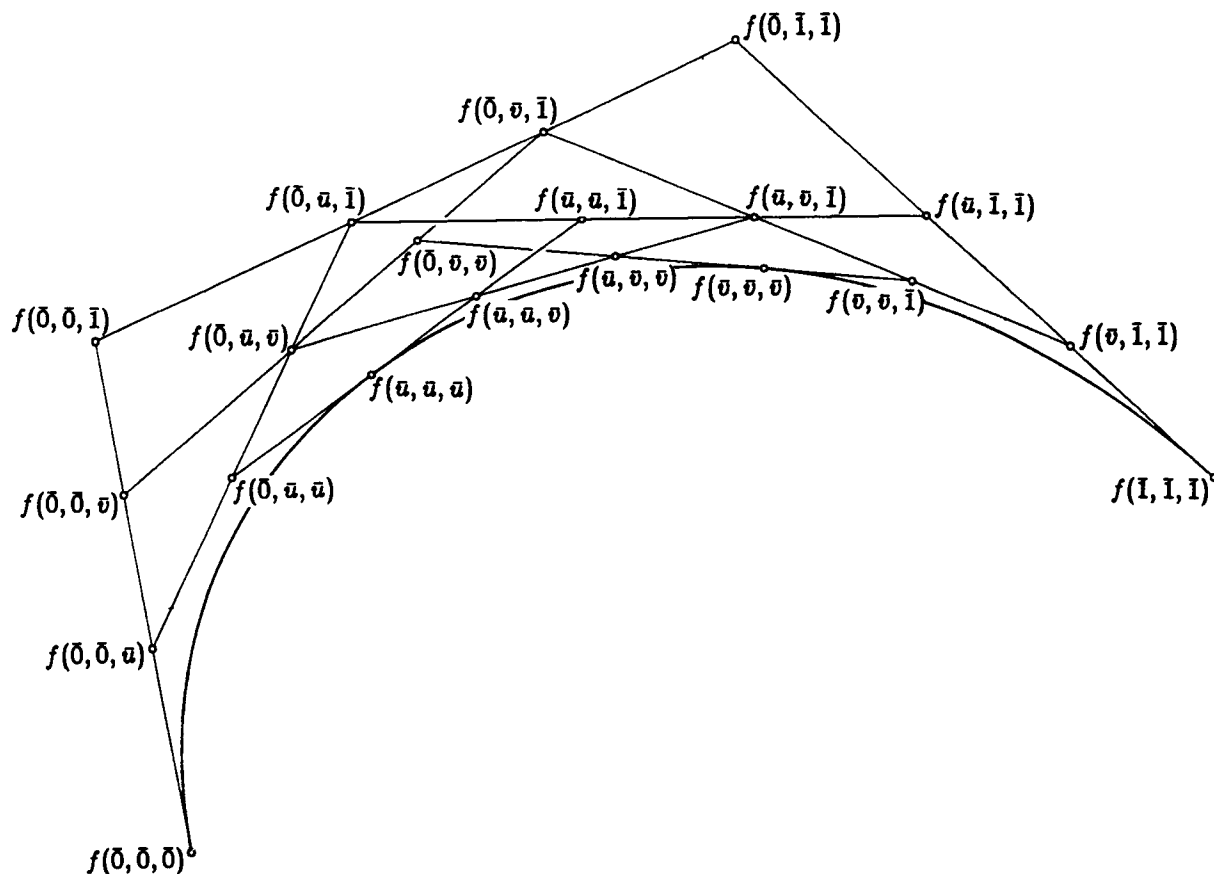 f(0̄, 1̄, 1̄)
f(0̄, v̄, 1̄)
f(0̄, ū, 1̄)
f(ū, ū, 1̄)
f(ū, v̄, 1̄)
f(ū, 1̄, 1̄)
f(0̄, v̄, v̄)
f(ū, v̄, v̄)
f(v̄, v̄, v̄)
f(v̄, v̄, 1̄)
f(0̄, 0̄, 1̄)
f(0̄, ū, v̄)
f(ū, ū, v̄)
f(v̄, 1̄, 1̄)
f(ū, ū, ū)
f(0̄, 0̄, v̄)
f(0̄, ū, ū)
f(1̄, 1̄, 1̄)
f(0̄, 0̄, ū)
f(0̄, 0̄, 0̄)